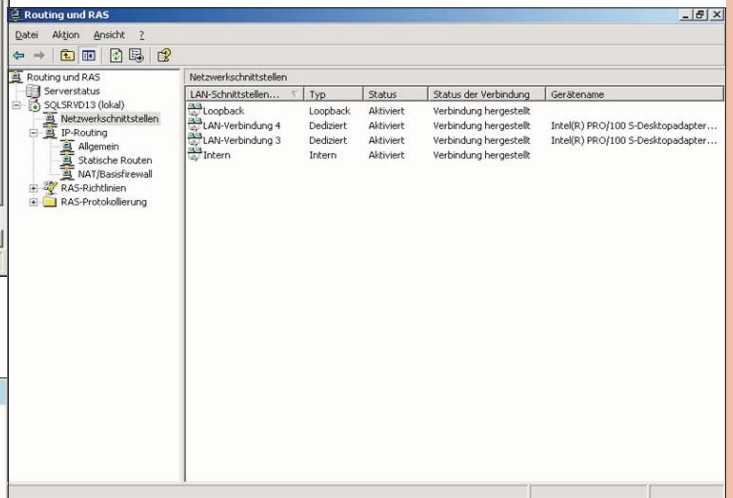 Routing und RAS
Datei Aktion Ansicht ?
Routing und RAS
Serverstatus
SQLSRVD13 (lokal)
Netzwerkschnittstellen
IP-Routing
Allgemein
Statische Routen
NAT/Basisfirewall
RAS-Richtlinien
RAS-Protokollierung
Netzwerkschnittstellen
LAN-Schnittstellen... Typ Status Status der Verbindung Gerätename
Loopback Loopback Aktiviert Verbindung hergestellt
LAN-Verbindung 4 Dediziert Aktiviert Verbindung hergestellt Intel(R) PRO/100 S-Desktopadapter...
LAN-Verbindung 3 Dediziert Aktiviert Verbindung hergestellt Intel(R) PRO/100 S-Desktopadapter...
Intern Intern Aktiviert Verbindung hergestellt